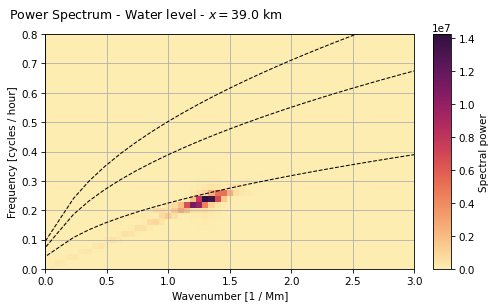 Power Spectrum - Water level - x = 39.0 km
1e7
Frequency [cycles / hour]
0.8
0.7
0.6
0.5
0.4
0.3
0.2
0.1
0.0
0.0 0.5 1.0 1.5 2.0 2.5 3.0
Wavenumber [1 / Mm]
1.4
1.2
1.0
0.8
0.6
0.4
0.2
0.0
Spectral power